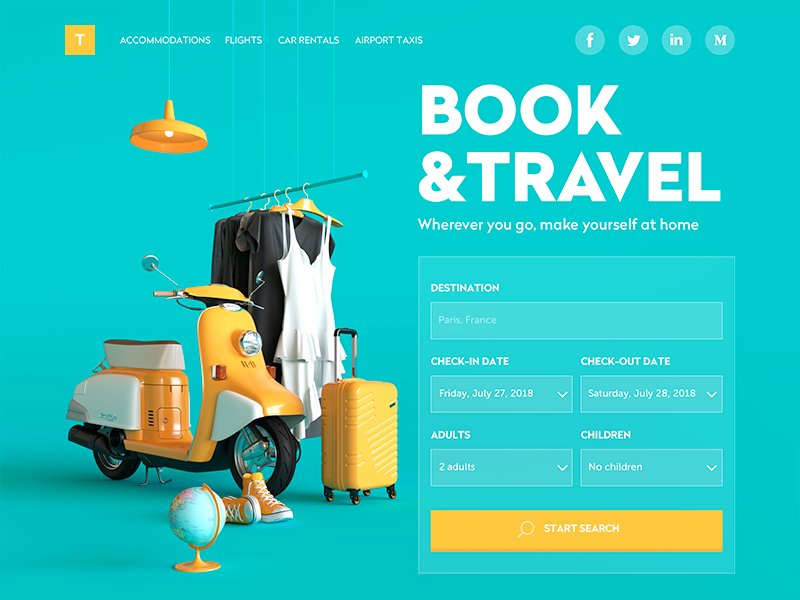 T
ACCOMMODATIONS FLIGHTS CAR RENTALS AIRPORT TAXIS
f in M
BOOK
&TRAVEL
Wherever you go, make yourself at home
DESTINATION
Paris, France
CHECK-IN DATE CHECK-OUT DATE
Friday, July 27, 2018 Saturday, July 28, 2018
ADULTS CHILDREN
2 adults No children
START SEARCH